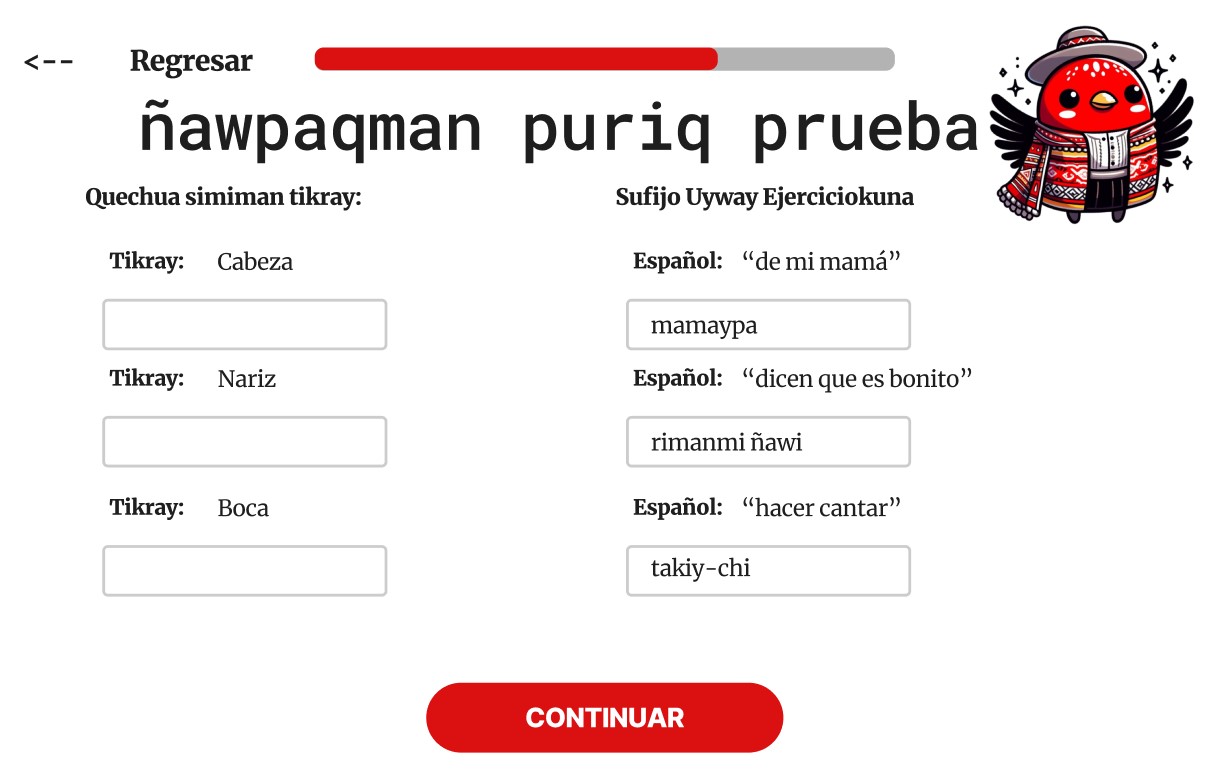 <-- Regresar
ñawpaqman puriq prueba
Quechua simiman tikray:
Tikray: Cabeza
Tikray: Nariz
Tikray: Boca
Sufijo Uyway Ejerciciokuna
Español: “de mi mamá”
mamaypa
Español: “dicen que es bonito”
rimanmi ñawi
Español: “hacer cantar”
takiy-chi
CONTINUAR